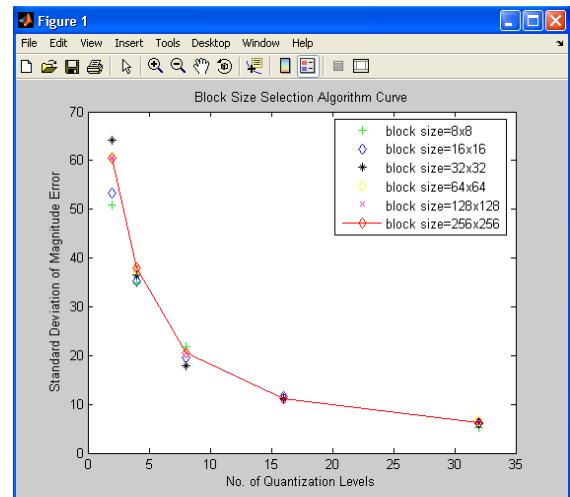 Figure 1
File Edit View Insert Tools Desktop Window Help
Block Size Selection Algorithm Curve
70
60
50
40
30
20
10
0
Standard Deviation of Magnitude Error
block size=8x8
block size=16x16
block size=32x32
block size=64x64
block size=128x128
block size=256x256
0 5 10 15 20 25 30 35
No. of Quantization Levels